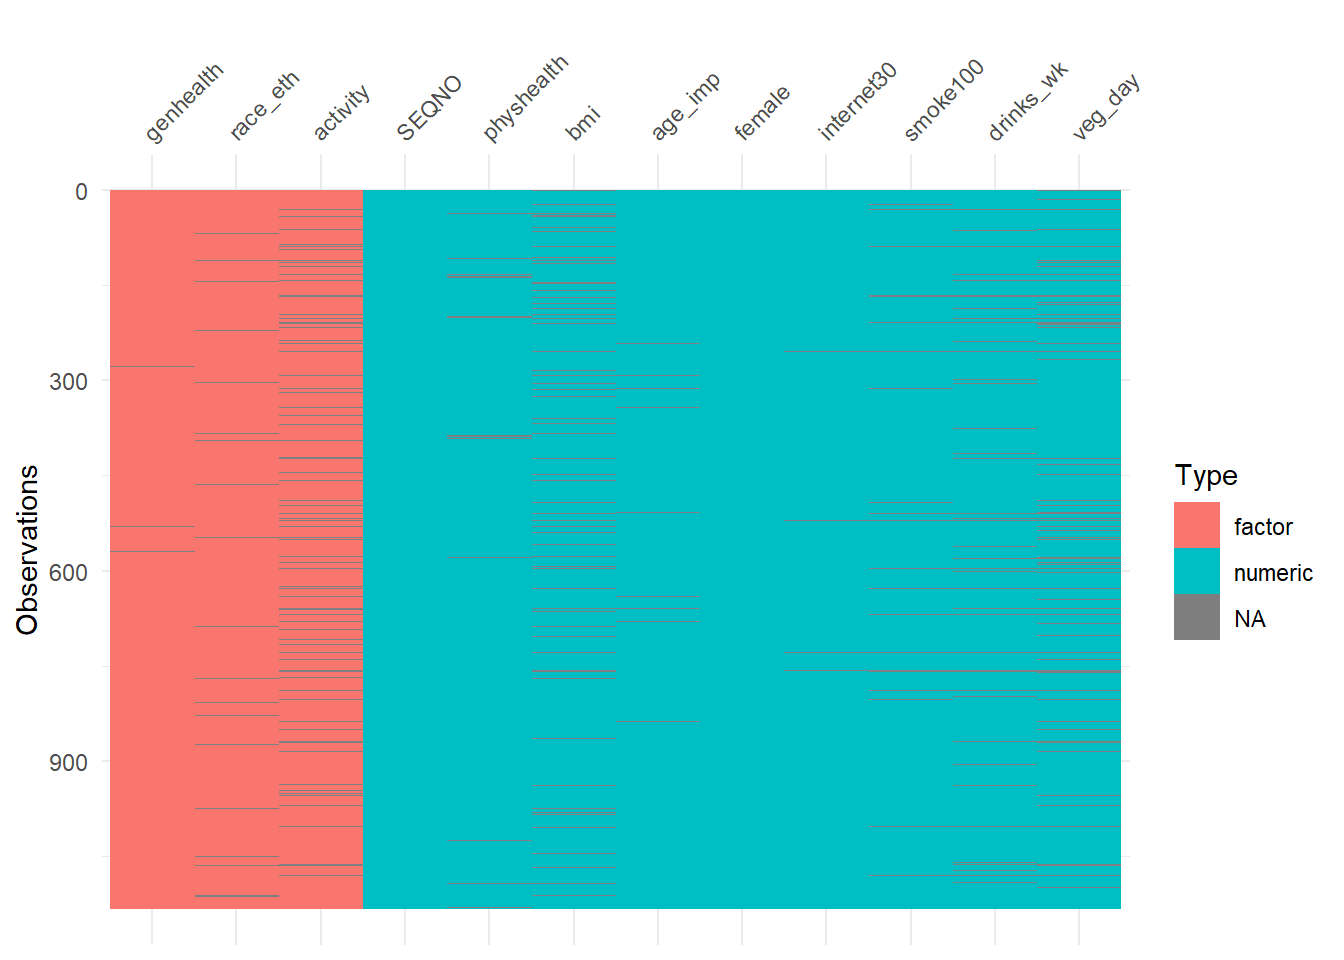 genhealth
race_eth
activity
SEQNO
physhealth
bmi
age_imp
female
internet30
smoke100
drinks_wk
veg_day
0
300
600
900
Observations
Type
factor
numeric
NA